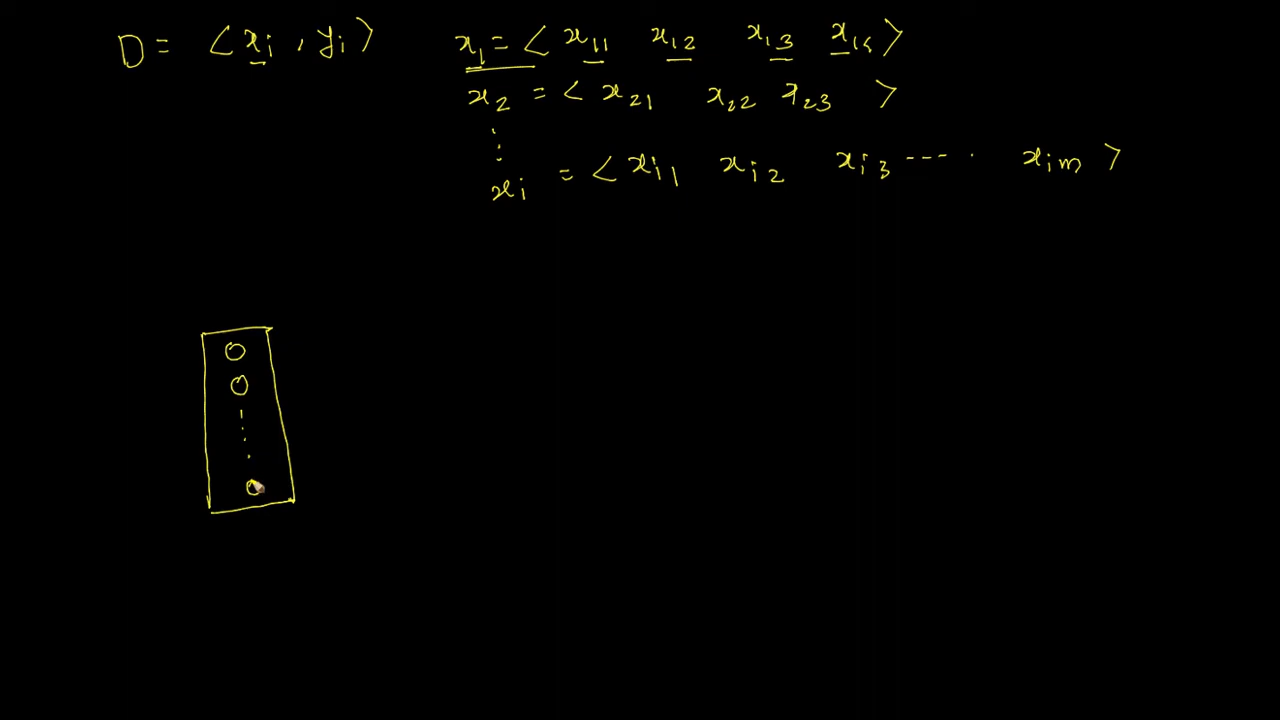 D = < xi , yi > x1 = < x11 x12 x13 x14 >
x2 = < x21 x22 x23 >
⋮
xi = < xi1 xi2 xi3 ---- . xim >